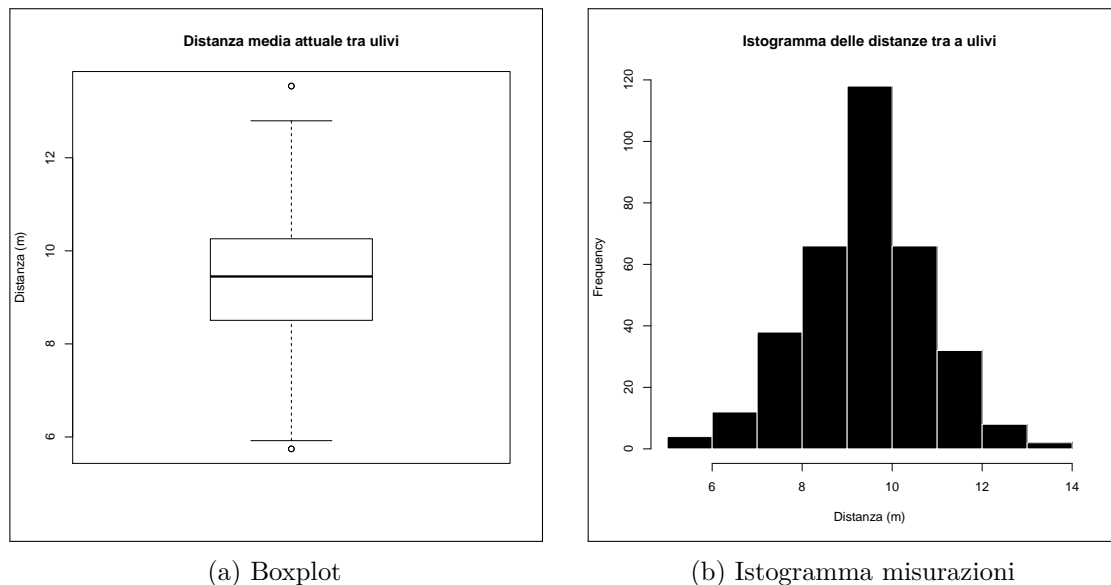 Distanza media attuale tra ulivi
Distanza (m)
12
10
8
6
(a) Boxplot
Istogramma delle distanze tra a ulivi
Frequency
120
100
80
60
40
20
0
6 8 10 12 14
Distanza (m)
(b) Istogramma misurazioni